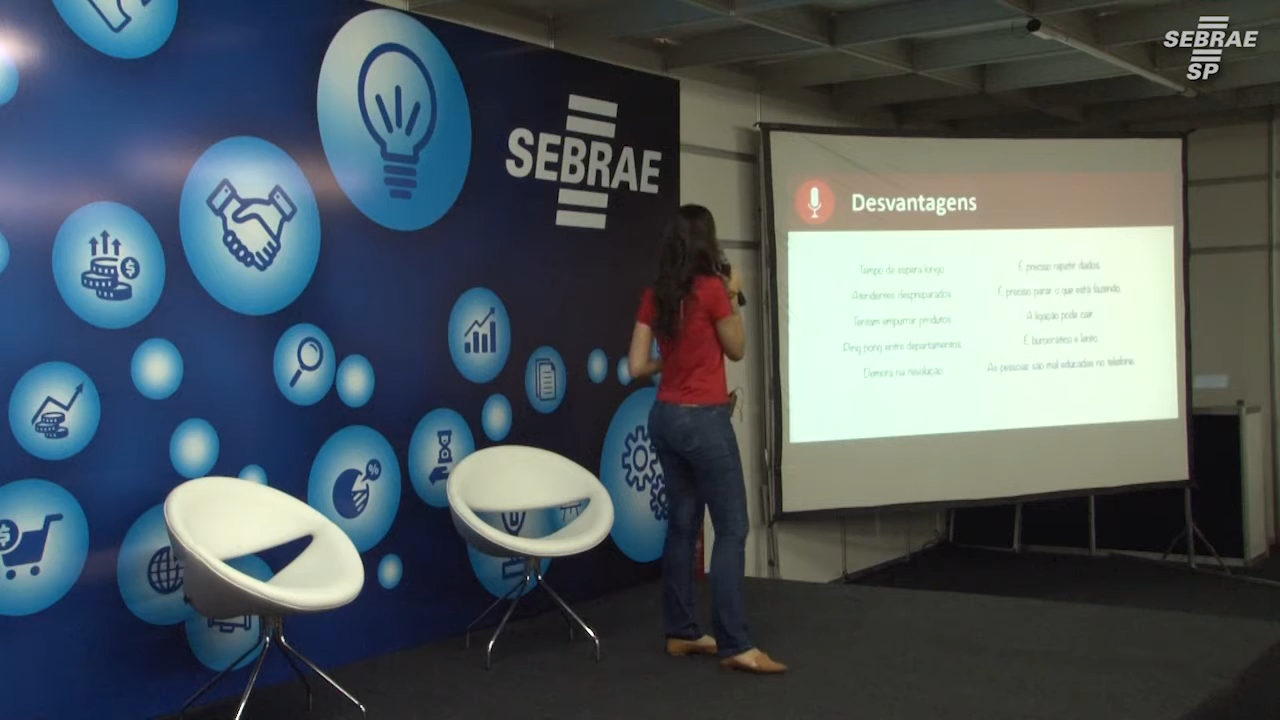 SEBRAE
SP
SEBRAE
Desvantagens
Tempo de espera longo
Atendentes despreparados
Tentam empurrar produtos
Ping pong entre departamentos
Demora na resolução
É preciso repetir dados
É preciso parar o que está fazendo
A ligação pode cair
É burocrático e lento
As pessoas são mal educadas no telefone
$
$
%